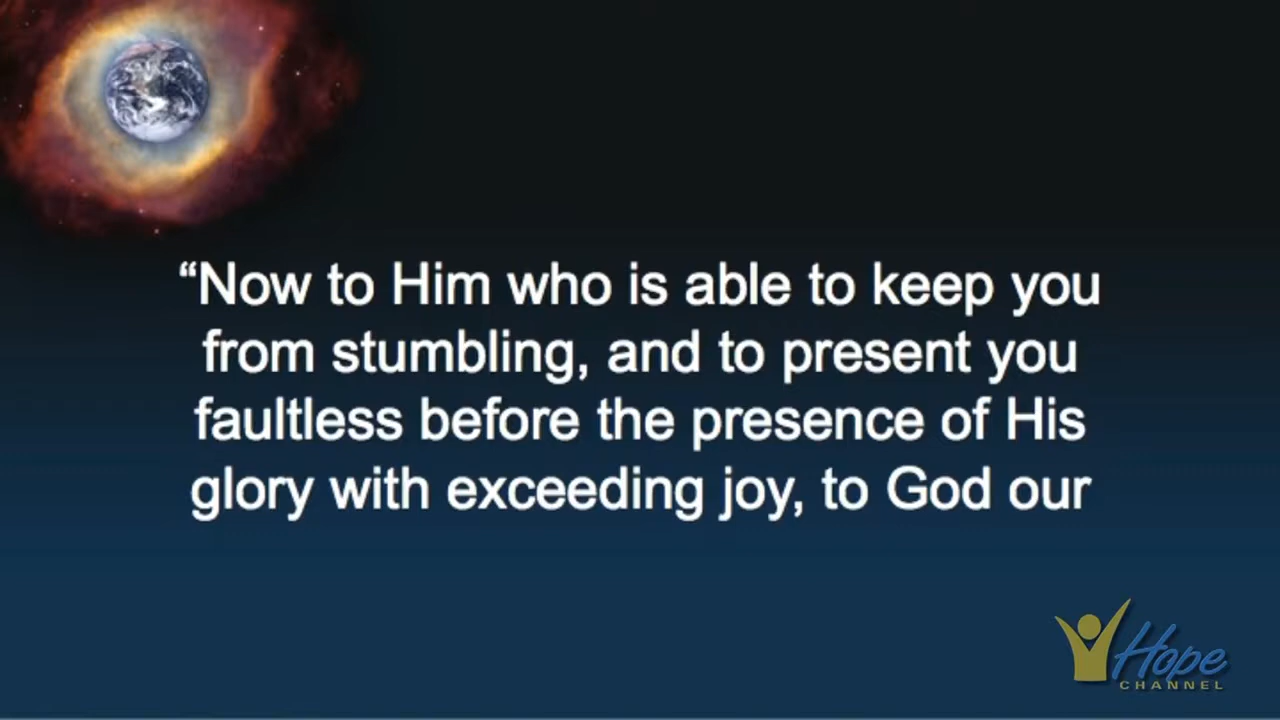 “Now to Him who is able to keep you
from stumbling, and to present you
faultless before the presence of His
glory with exceeding joy, to God our
Hope
CHANNEL